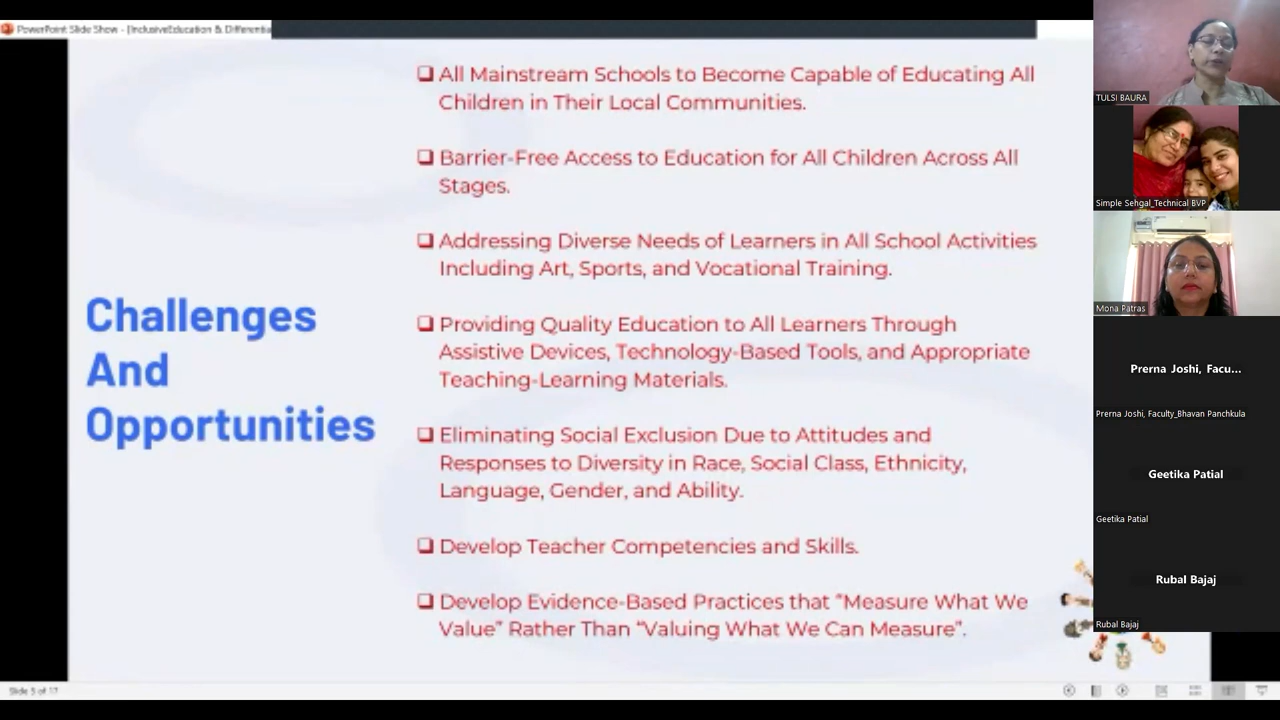 PowerPoint Slide Show - [InclusiveEducation & Differentia
Challenges
And
Opportunities
All Mainstream Schools to Become Capable of Educating All
Children in Their Local Communities.
Barrier-Free Access to Education for All Children Across All
Stages.
Addressing Diverse Needs of Learners in All School Activities
Including Art, Sports, and Vocational Training.
Providing Quality Education to All Learners Through
Assistive Devices, Technology-Based Tools, and Appropriate
Teaching-Learning Materials.
Eliminating Social Exclusion Due to Attitudes and
Responses to Diversity in Race, Social Class, Ethnicity,
Language, Gender, and Ability.
Develop Teacher Competencies and Skills.
Develop Evidence-Based Practices that “Measure What We
Value” Rather Than “Valuing What We Can Measure”.
Slide 5 of 17
TULSI BAURA
Simple Sehgal_Technical BVP
Mona Patras
Prerna Joshi, Facu...
Prerna Joshi, Faculty_Bhavan Panchkula
Geetika Patial
Geetika Patial
Rubal Bajaj
Rubal Bajaj